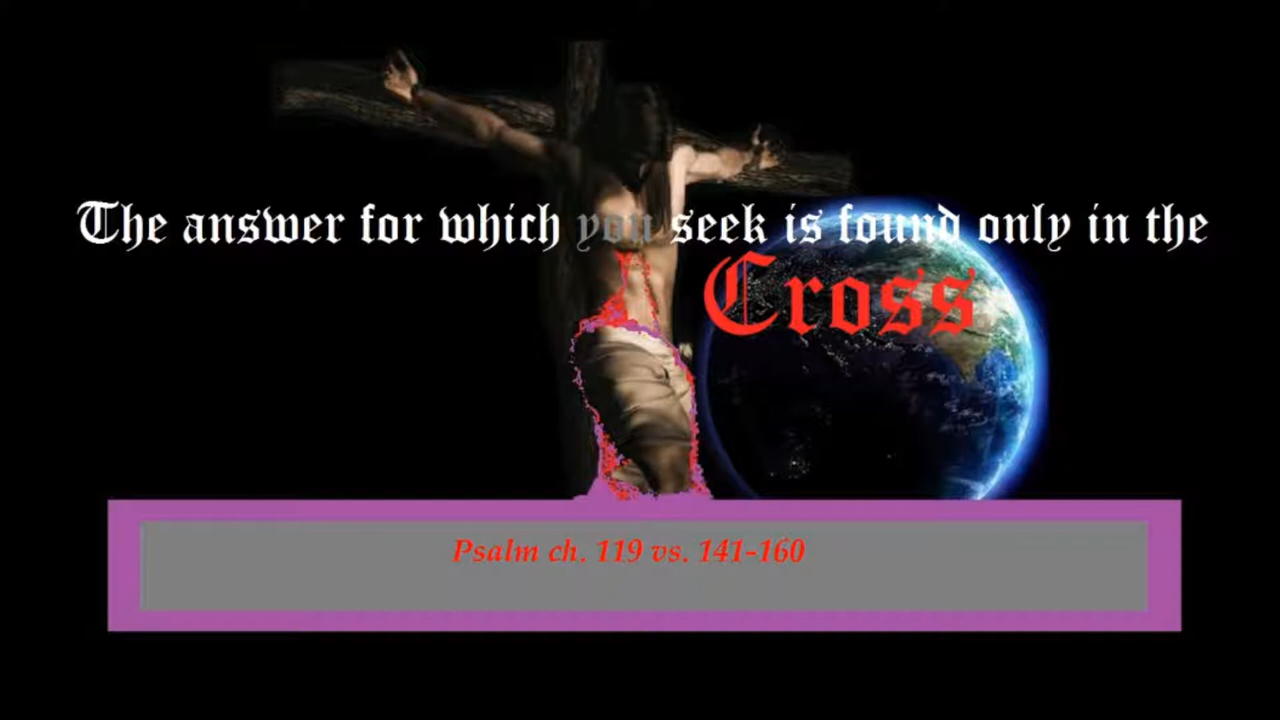 The answer for which you seek is found only in the
Cross
Psalm ch. 119 vs. 141-160